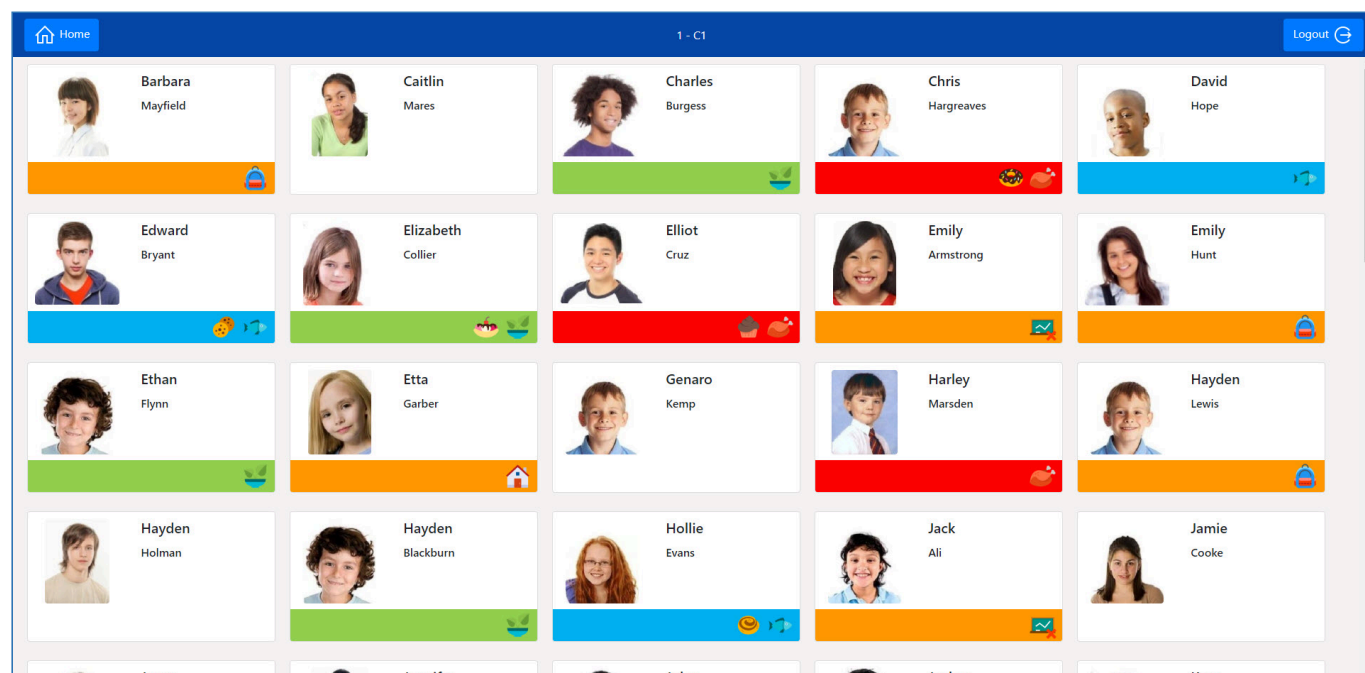 Home
1 - C1
Logout
Barbara
Mayfield
Caitlin
Mares
Charles
Burgess
Chris
Hargreaves
David
Hope
Edward
Bryant
Elizabeth
Collier
Elliot
Cruz
Emily
Armstrong
Emily
Hunt
Ethan
Flynn
Etta
Garber
Genaro
Kemp
Harley
Marsden
Hayden
Lewis
Hayden
Holman
Hayden
Blackburn
Hollie
Evans
Jack
Ali
Jamie
Cooke